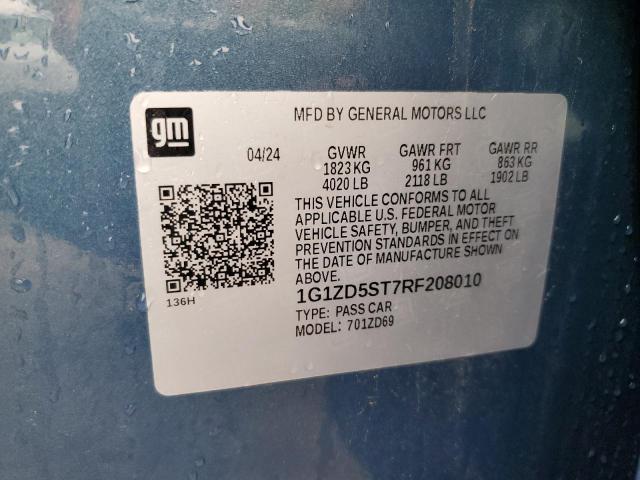 gm
MFD BY GENERAL MOTORS LLC
04/24 GVWR GAWR FRT GAWR RR
1823 KG 961 KG 863 KG
4020 LB 2118 LB 1902 LB
THIS VEHICLE CONFORMS TO ALL
APPLICABLE U.S. FEDERAL MOTOR
VEHICLE SAFETY, BUMPER, AND THEFT
PREVENTION STANDARDS IN EFFECT ON
THE DATE OF MANUFACTURE SHOWN
ABOVE.
136H
1G1ZD5ST7RF208010
TYPE: PASS CAR
MODEL: 701ZD69